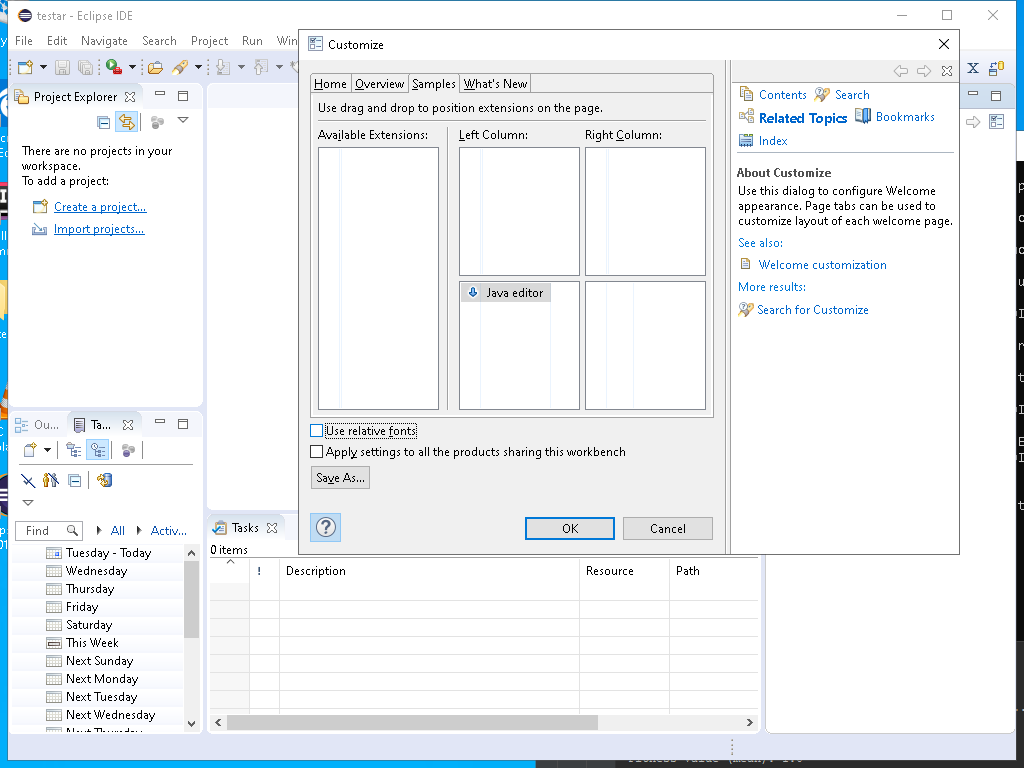 testar - Eclipse IDE
File Edit Navigate Search Project Run Win
Customize
Project Explorer
There are no projects in your
workspace.
To add a project:
Create a project...
Import projects...
Home Overview Samples What's New
Use drag and drop to position extensions on the page.
Available Extensions: Left Column: Right Column:
Java editor
Use relative fonts
Apply settings to all the products sharing this workbench
Save As...
OK Cancel
Contents Search
Related Topics Bookmarks
Index
About Customize
Use this dialog to configure Welcome
appearance. Page tabs can be used to
customize layout of each welcome page.
See also:
Welcome customization
More results:
Search for Customize
Ou... Ta...
Find All Activ...
Tuesday - Today
Wednesday
Thursday
Friday
Saturday
This Week
Next Sunday
Next Monday
Next Tuesday
Next Wednesday
Next Thursday
Tasks
0 items
! Description Resource Path